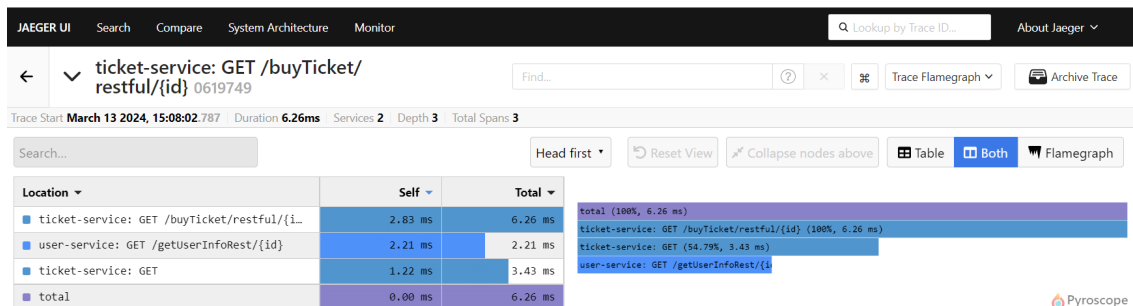 JAEGER UI Search Compare System Architecture Monitor Lookup by Trace ID... About Jaeger
ticket-service: GET /buyTicket/
restful/{id} 0619749
Find... ? × ⌘ Trace Flamegraph Archive Trace
Trace Start March 13 2024, 15:08:02.787 Duration 6.26ms Services 2 Depth 3 Total Spans 3
Search... Head first Reset View Collapse nodes above Table Both Flamegraph
Location Self Total
ticket-service: GET /buyTicket/restful/{i… 2.83 ms 6.26 ms
user-service: GET /getUserInfoRest/{id} 2.21 ms 2.21 ms
ticket-service: GET 1.22 ms 3.43 ms
total 0.00 ms 6.26 ms
total (100%, 6.26 ms)
ticket-service: GET /buyTicket/restful/{id} (100%, 6.26 ms)
ticket-service: GET (54.79%, 3.43 ms)
user-service: GET /getUserInfoRest/{i
Pyroscope